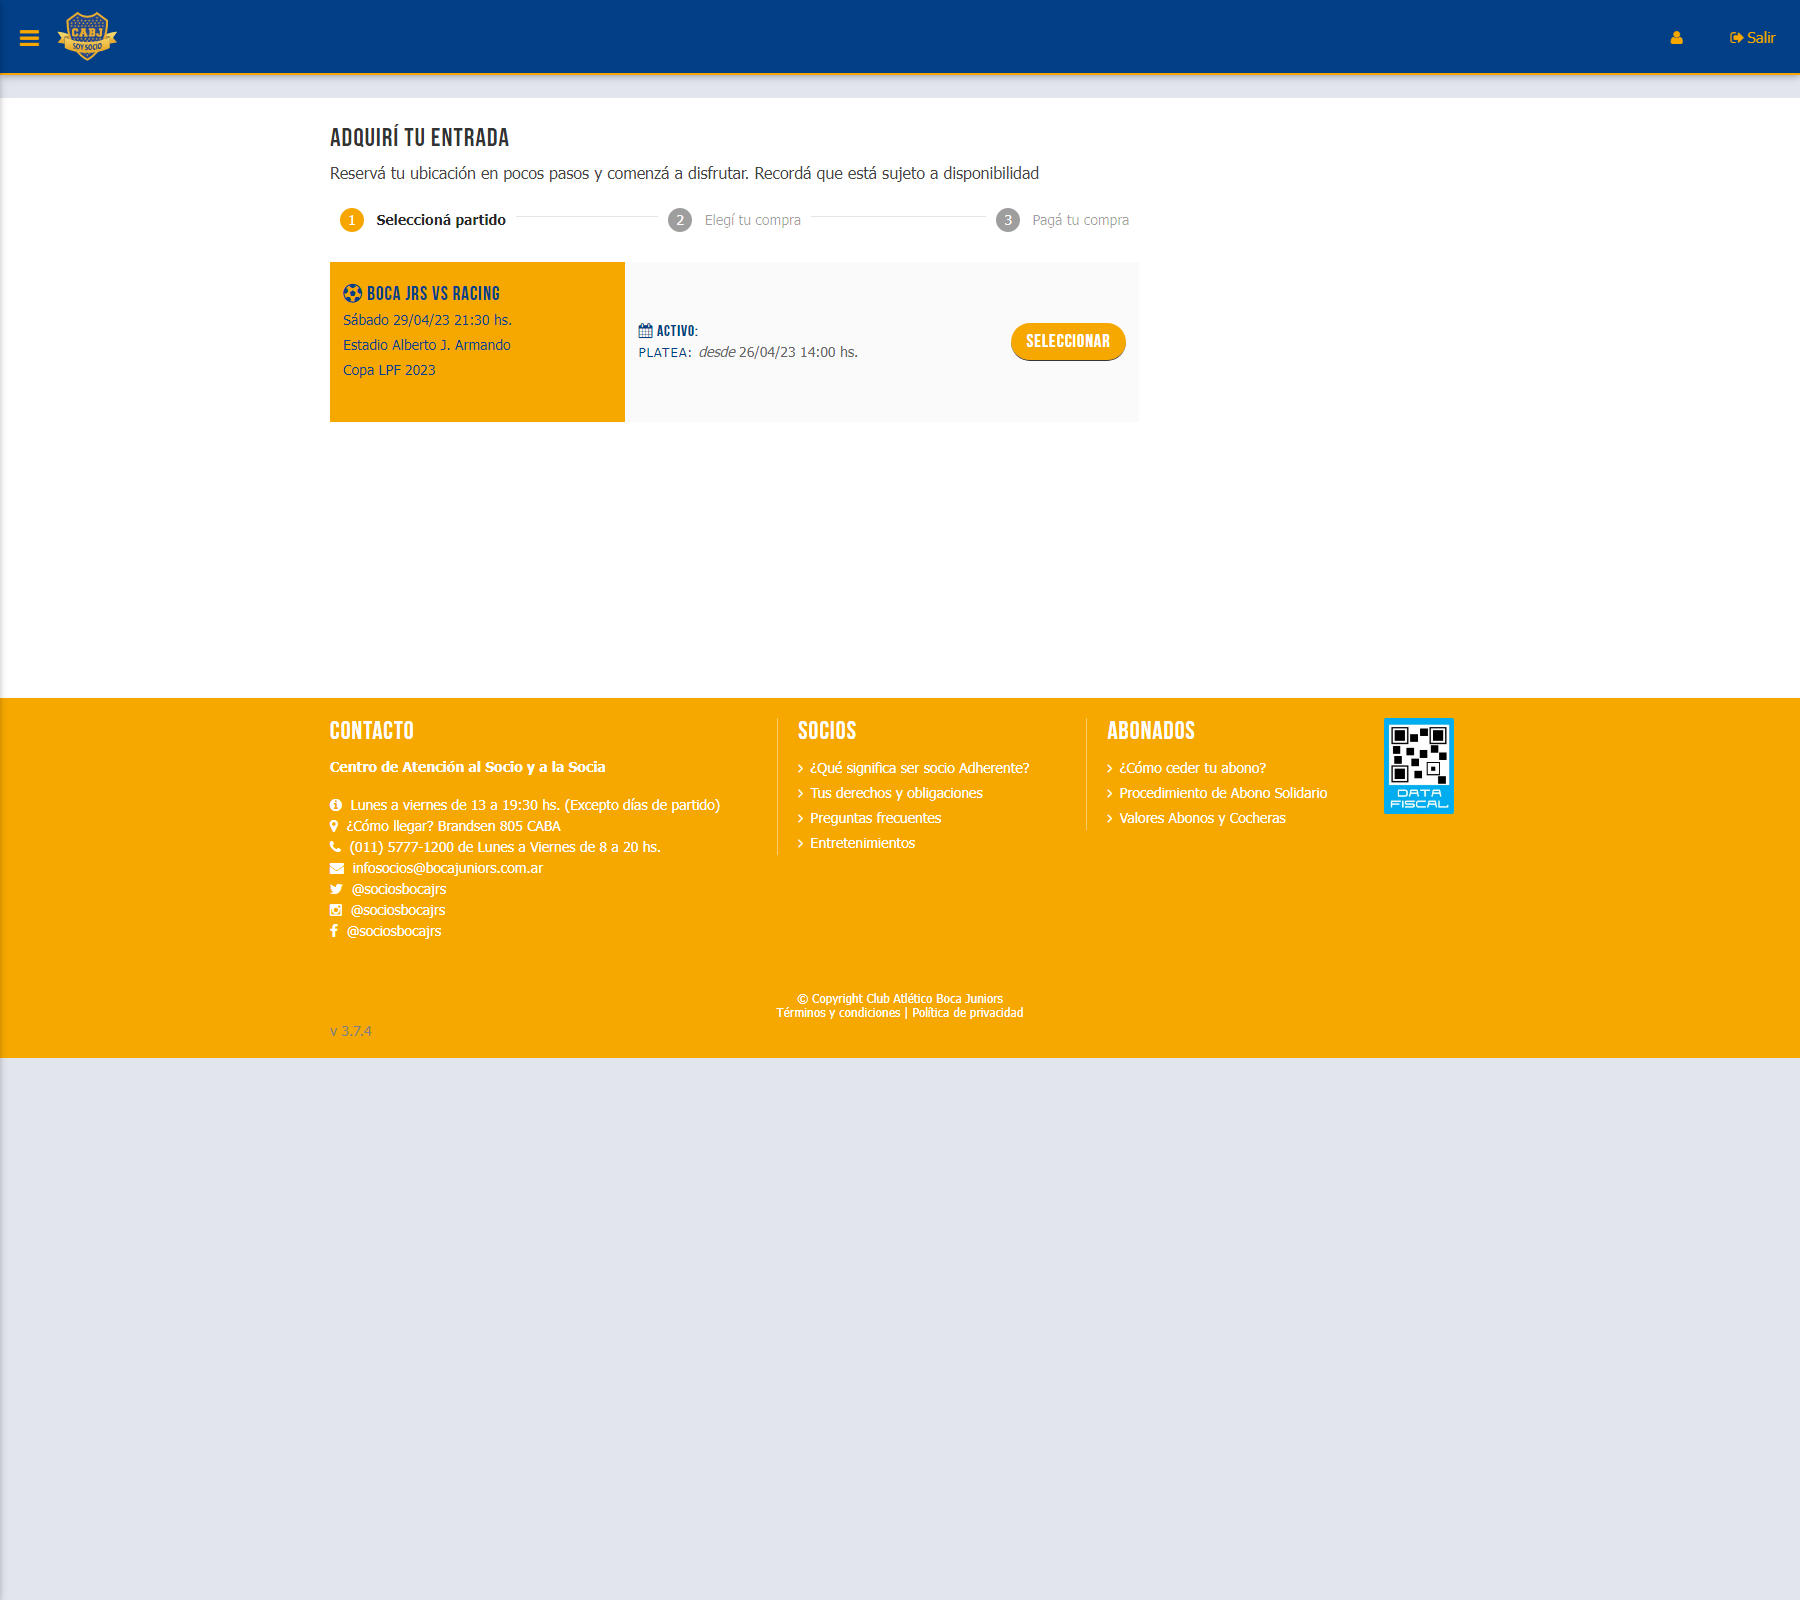 CABJ
SOY SOCIO
Salir
ADQUIRÍ TU ENTRADA
Reservá tu ubicación en pocos pasos y comenzá a disfrutar. Recordá que está sujeto a disponibilidad
1 Seleccioná partido
2 Elegí tu compra
3 Pagá tu compra
BOCA JRS VS RACING
Sábado 29/04/23 21:30 hs.
Estadio Alberto J. Armando
Copa LPF 2023
ACTIVO:
PLATEA: desde 26/04/23 14:00 hs.
SELECCIONAR
CONTACTO
Centro de Atención al Socio y a la Socia
Lunes a viernes de 13 a 19:30 hs. (Excepto días de partido)
¿Cómo llegar? Brandsen 805 CABA
(011) 5777-1200 de Lunes a Viernes de 8 a 20 hs.
infosocios@bocajuniors.com.ar
@sociosbocajrs
@sociosbocajrs
@sociosbocajrs
SOCIOS
¿Qué significa ser socio Adherente?
Tus derechos y obligaciones
Preguntas frecuentes
Entretenimientos
ABONADOS
¿Cómo ceder tu abono?
Procedimiento de Abono Solidario
Valores Abonos y Cocheras
DATA
FISCAL
© Copyright Club Atlético Boca Juniors
Términos y condiciones | Política de privacidad
v 3.7.4